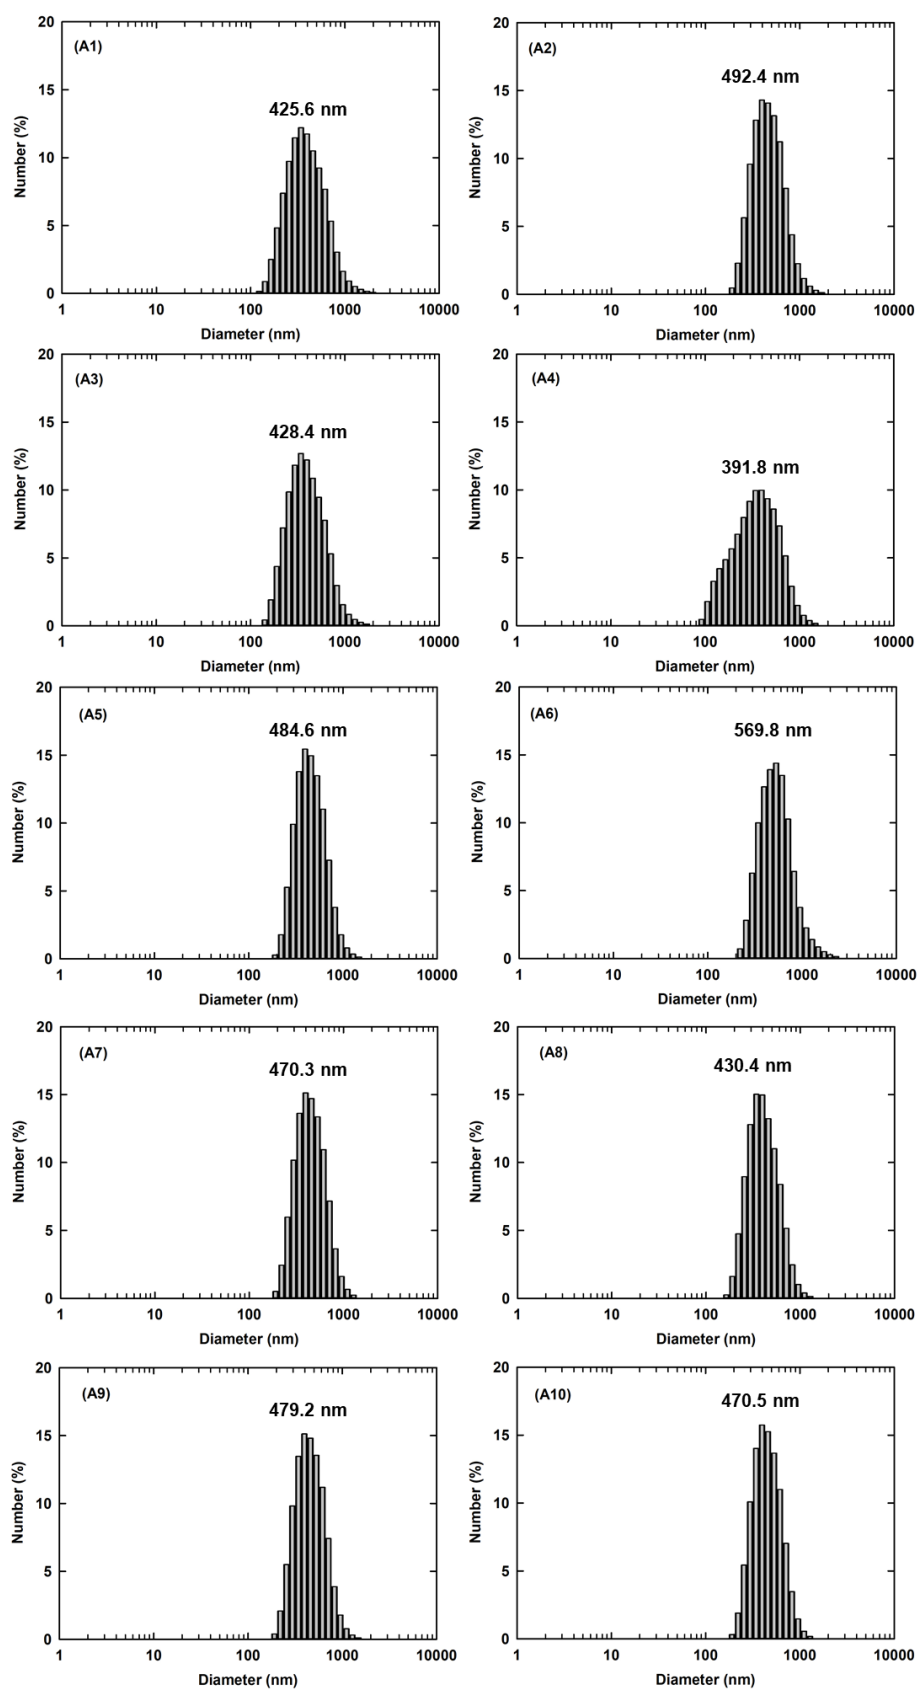 (A1)
425.6 nm
Number (%)
20
15
10
5
0
1 10 100 1000 10000
Diameter (nm)
(A2)
492.4 nm
Number (%)
20
15
10
5
0
1 10 100 1000 10000
Diameter (nm)
(A3)
428.4 nm
Number (%)
20
15
10
5
0
1 10 100 1000 10000
Diameter (nm)
(A4)
391.8 nm
Number (%)
20
15
10
5
0
1 10 100 1000 10000
Diameter (nm)
(A5)
484.6 nm
Number (%)
20
15
10
5
0
1 10 100 1000 10000
Diameter (nm)
(A6)
569.8 nm
Number (%)
20
15
10
5
0
1 10 100 1000 10000
Diameter (nm)
(A7)
470.3 nm
Number (%)
20
15
10
5
0
1 10 100 1000 10000
Diameter (nm)
(A8)
430.4 nm
Number (%)
20
15
10
5
0
1 10 100 1000 10000
Diameter (nm)
(A9)
479.2 nm
Number (%)
20
15
10
5
0
1 10 100 1000 10000
Diameter (nm)
(A10)
470.5 nm
Number (%)
20
15
10
5
0
1 10 100 1000 10000
Diameter (nm)